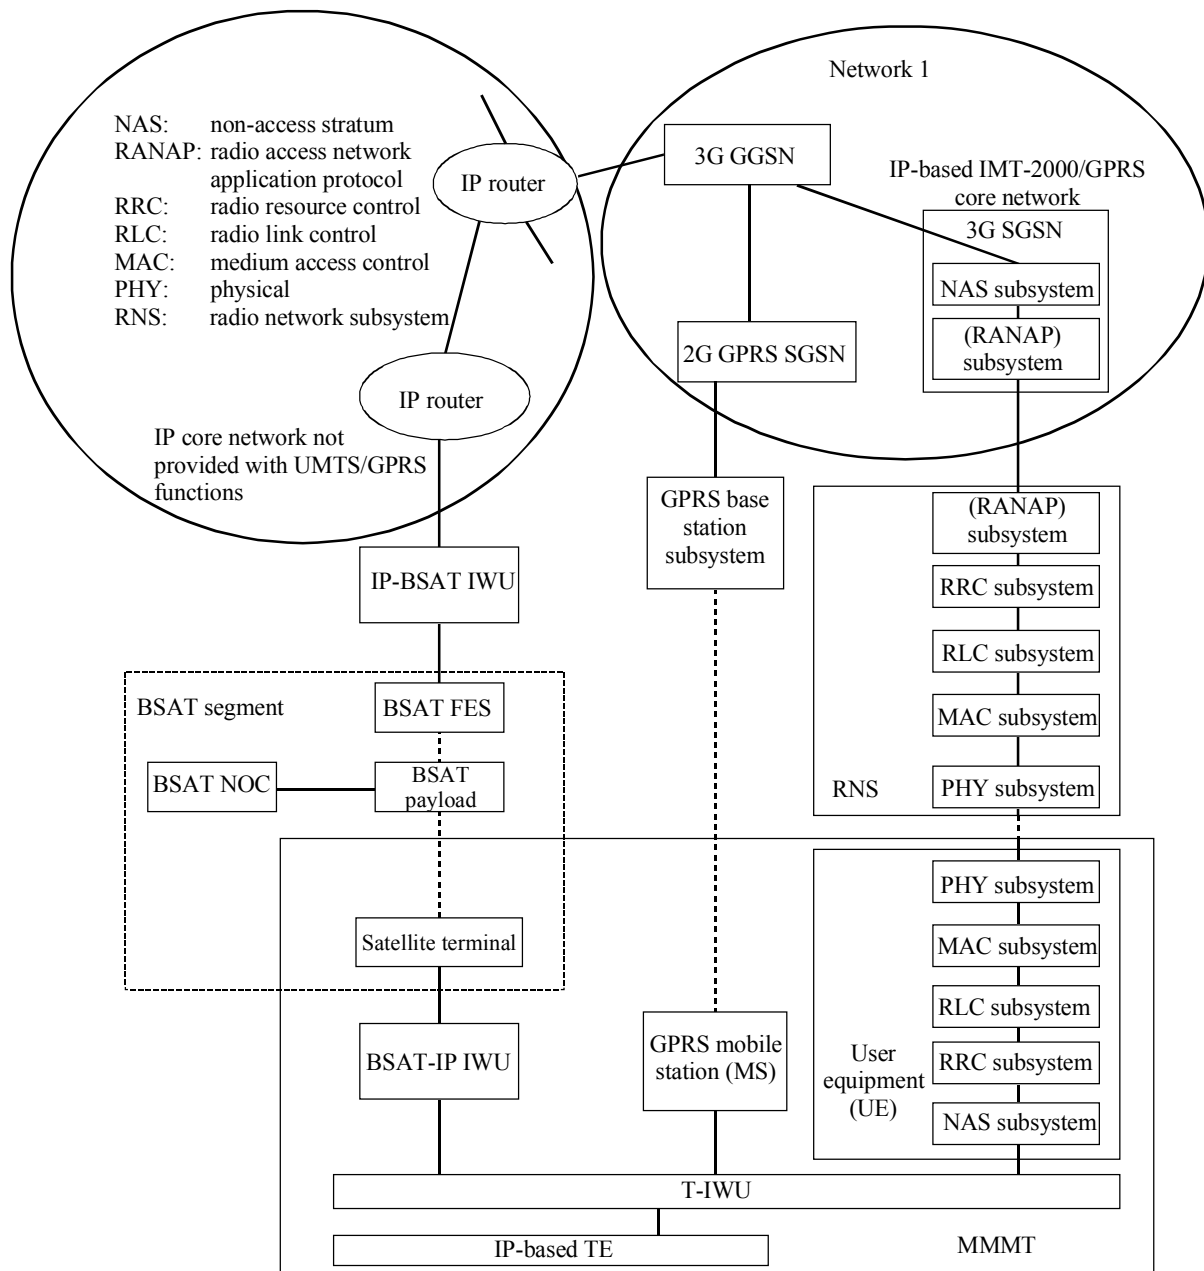 Network 1
NAS: non-access stratum
RANAP: radio access network
application protocol
RRC: radio resource control
RLC: radio link control
MAC: medium access control
PHY: physical
RNS: radio network subsystem
IP router
3G GGSN
IP-based IMT-2000/GPRS
core network
3G SGSN
NAS subsystem
(RANAP)
subsystem
2G GPRS SGSN
IP router
IP core network not
provided with UMTS/GPRS
functions
GPRS base
station
subsystem
(RANAP)
subsystem
RRC subsystem
RLC subsystem
MAC subsystem
RNS
PHY subsystem
IP-BSAT IWU
BSAT segment
BSAT FES
BSAT NOC
BSAT
payload
Satellite terminal
BSAT-IP IWU
GPRS mobile
station (MS)
PHY subsystem
MAC subsystem
RLC subsystem
RRC subsystem
NAS subsystem
User
equipment
(UE)
T-IWU
IP-based TE
MMMT